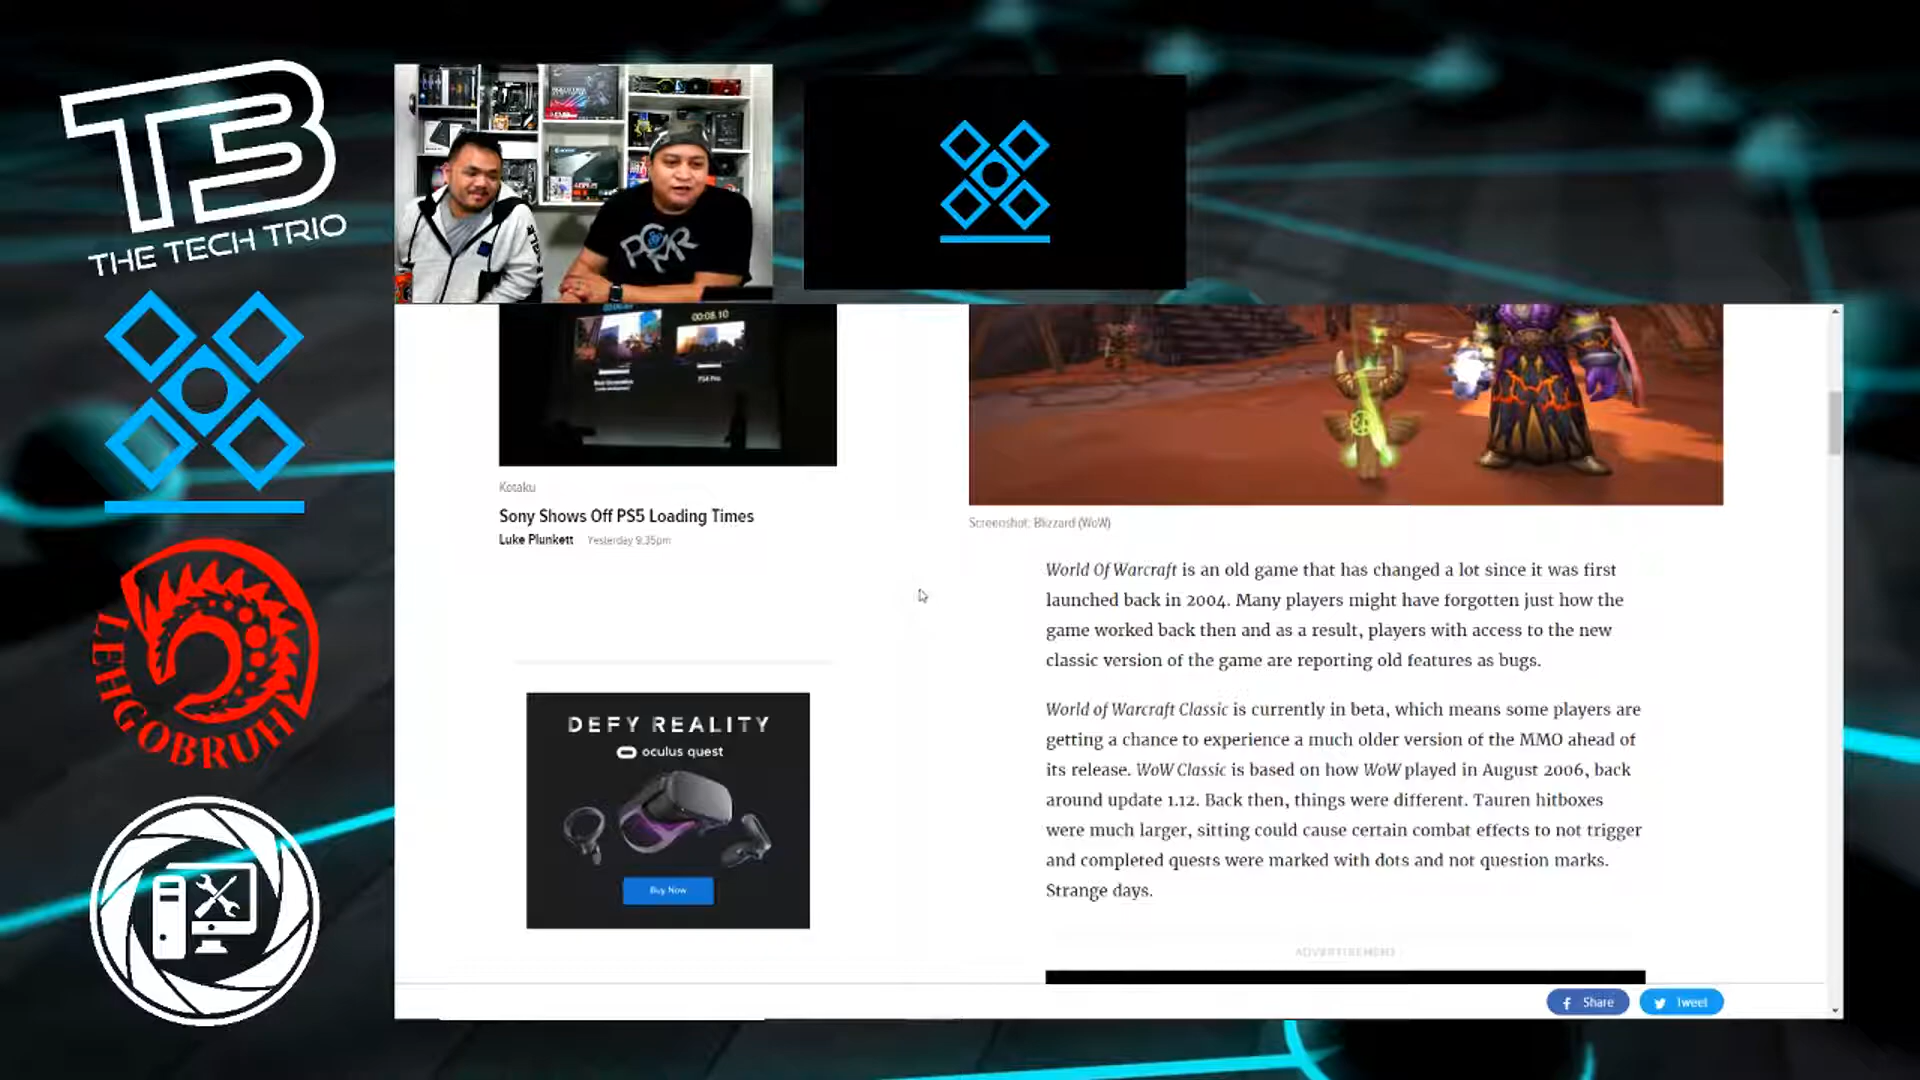 T3
THE TECH TRIO
LEHGOBRUH
PCMR
00:08.10
PS4 Pro
Kotaku
Sony Shows Off PS5 Loading Times
Luke Plunkett Yesterday 9:35pm
DEFY REALITY
oculus quest
Buy Now
Screenshot: Blizzard (WoW)
World Of Warcraft is an old game that has changed a lot since it was first
launched back in 2004. Many players might have forgotten just how the
game worked back then and as a result, players with access to the new
classic version of the game are reporting old features as bugs.
World of Warcraft Classic is currently in beta, which means some players are
getting a chance to experience a much older version of the MMO ahead of
its release. WoW Classic is based on how WoW played in August 2006, back
around update 1.12. Back then, things were different. Tauren hitboxes
were much larger, sitting could cause certain combat effects to not trigger
and completed quests were marked with dots and not question marks.
Strange days.
ADVERTISEMENT
Share
Tweet